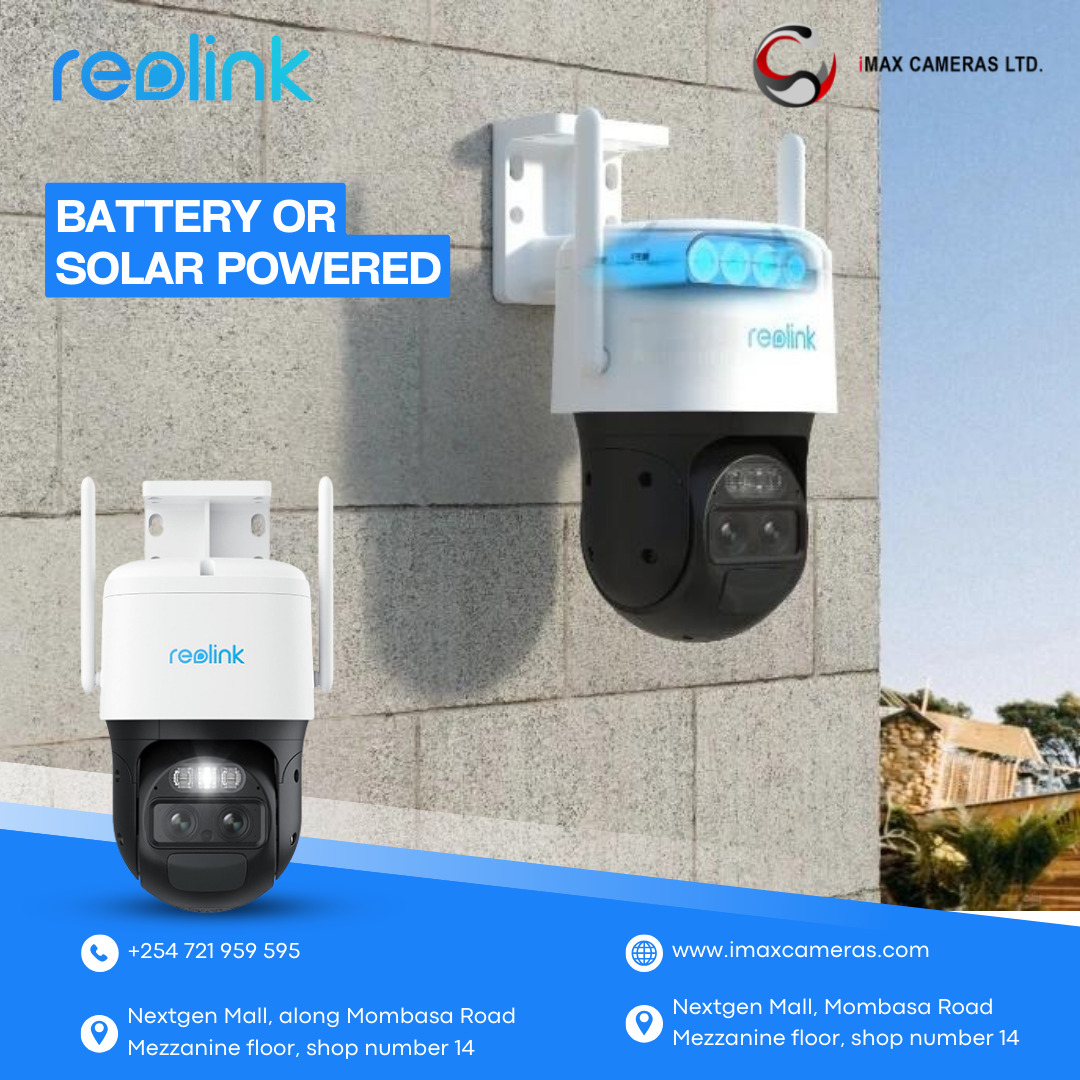 reolink
iMAX CAMERAS LTD.
BATTERY OR
SOLAR POWERED
reolink
reolink
+254 721 959 595
www.imaxcameras.com
Nextgen Mall, along Mombasa Road
Mezzanine floor, shop number 14
Nextgen Mall, Mombasa Road
Mezzanine floor, shop number 14